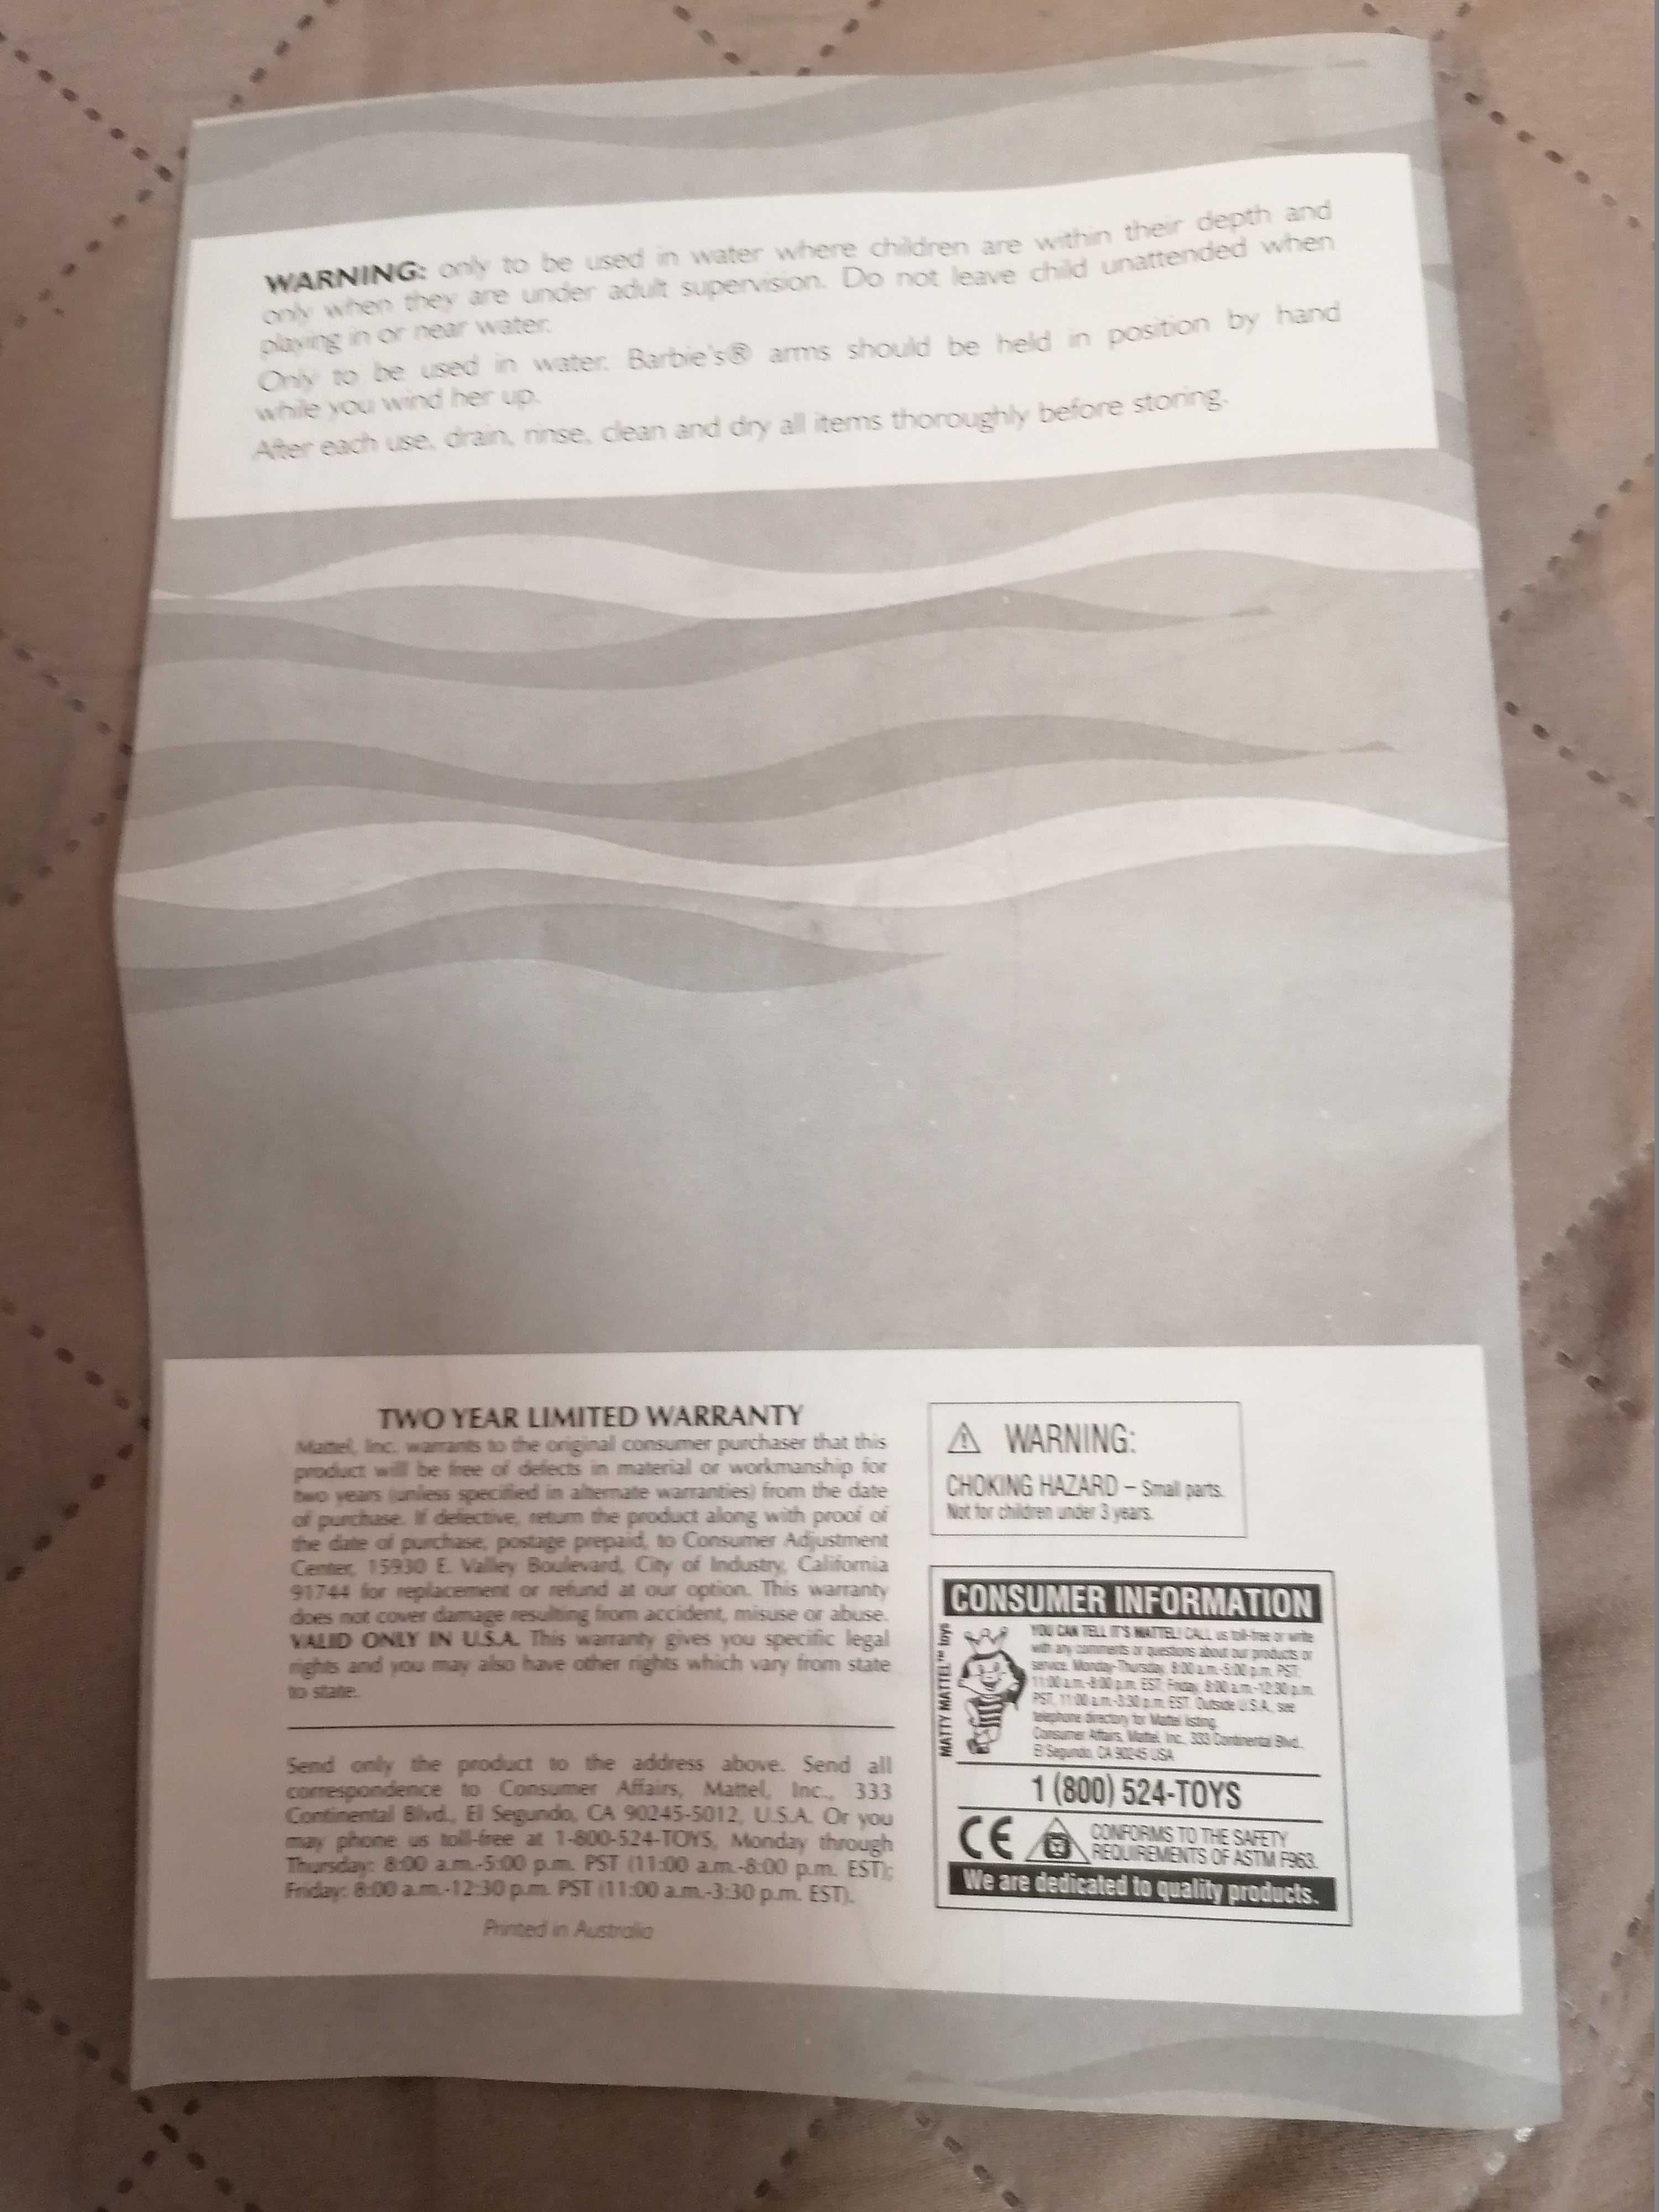 WARNING: only to be used in water where children are within their depth and
only when they are under adult supervision. Do not leave child unattended when
playing in or near water.
Only to be used in water. Barbie's® arms should be held in position by hand
while you wind her up.
After each use, drain, rinse, clean and dry all items thoroughly before storing.
TWO YEAR LIMITED WARRANTY
Mattel, Inc. warrants to the original consumer purchaser that this
product will be free of defects in material or workmanship for
two years (unless specified in alternate warranties) from the date
of purchase. If defective, return the product along with proof of
the date of purchase, postage prepaid, to Consumer Adjustment
Center, 15930 E. Valley Boulevard, City of Industry, California
91744 for replacement or refund at our option. This warranty
does not cover damage resulting from accident, misuse or abuse.
VALID ONLY IN U.S.A. This warranty gives you specific legal
rights and you may also have other rights which vary from state
to state.
Send only the product to the address above. Send all
correspondence to Consumer Affairs, Mattel, Inc., 333
Continental Blvd., El Segundo, CA 90245-5012, U.S.A. Or you
may phone us toll-free at 1-800-524-TOYS, Monday through
Thursday: 8:00 a.m.-5:00 p.m. PST (11:00 a.m.-8:00 p.m. EST);
Friday: 8:00 a.m.-12:30 p.m. PST (11:00 a.m.-3:30 p.m. EST).
Printed in Australia
⚠ WARNING:
CHOKING HAZARD – Small parts.
Not for children under 3 years.
CONSUMER INFORMATION
MATTY MATTEL™ toys
YOU CAN TELL IT'S MATTEL! CALL us toll-free or write
with any comments or questions about our products or
service. Monday-Thursday, 8:00 a.m.-5:00 p.m. PST,
11:00 a.m.-8:00 p.m. EST; Friday, 8:00 a.m.-12:30 p.m.
PST, 11:00 a.m.-3:30 p.m. EST. Outside U.S.A., see
telephone directory for Mattel listing.
Consumer Affairs, Mattel, Inc., 333 Continental Blvd.,
El Segundo, CA 90245 USA
1 (800) 524-TOYS
CE
CONFORMS TO THE SAFETY
REQUIREMENTS OF ASTM F963.
We are dedicated to quality products.